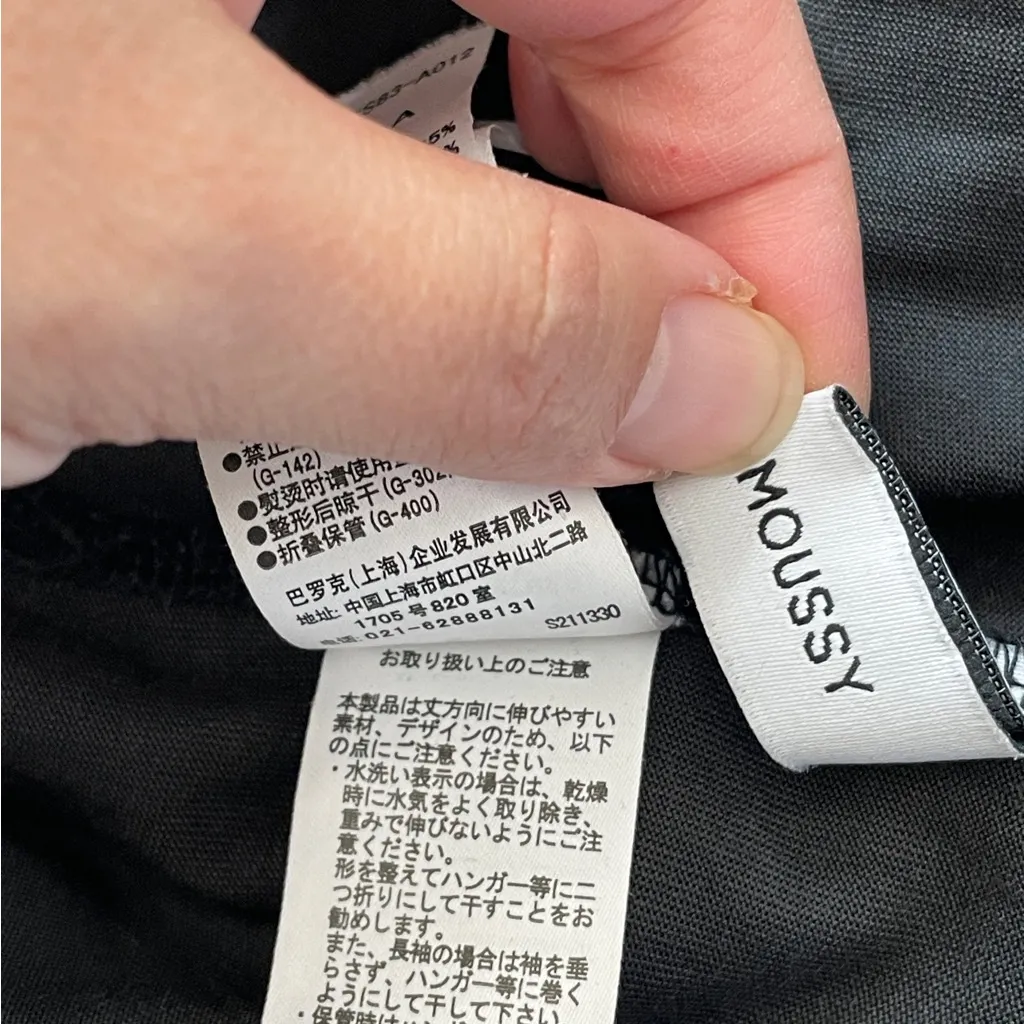 S83-A012
A
5%
%
●禁止
(G-142)
●熨烫时请使用
●整形后晾干(G-302)
●折叠保管(G-400)
巴罗克(上海)企业发展有限公司
地址: 中国上海市虹口区中山北二路
1705号820室
电话: 021-62888131
S211330
MOUSSY
お取り扱い上のご注意
本製品は丈方向に伸びやすい
素材、デザインのため、以下
の点にご注意ください。
・水洗い表示の場合は、乾燥
時に水気をよく取り除き、
重みで伸びないようにご注
意ください。
形を整えてハンガー等に二
つ折りにして干すことをお
勧めします。
また、長袖の場合は袖を垂
らさず、ハンガー等に巻く
ようにして干して下さい。
・保管時はハンガ